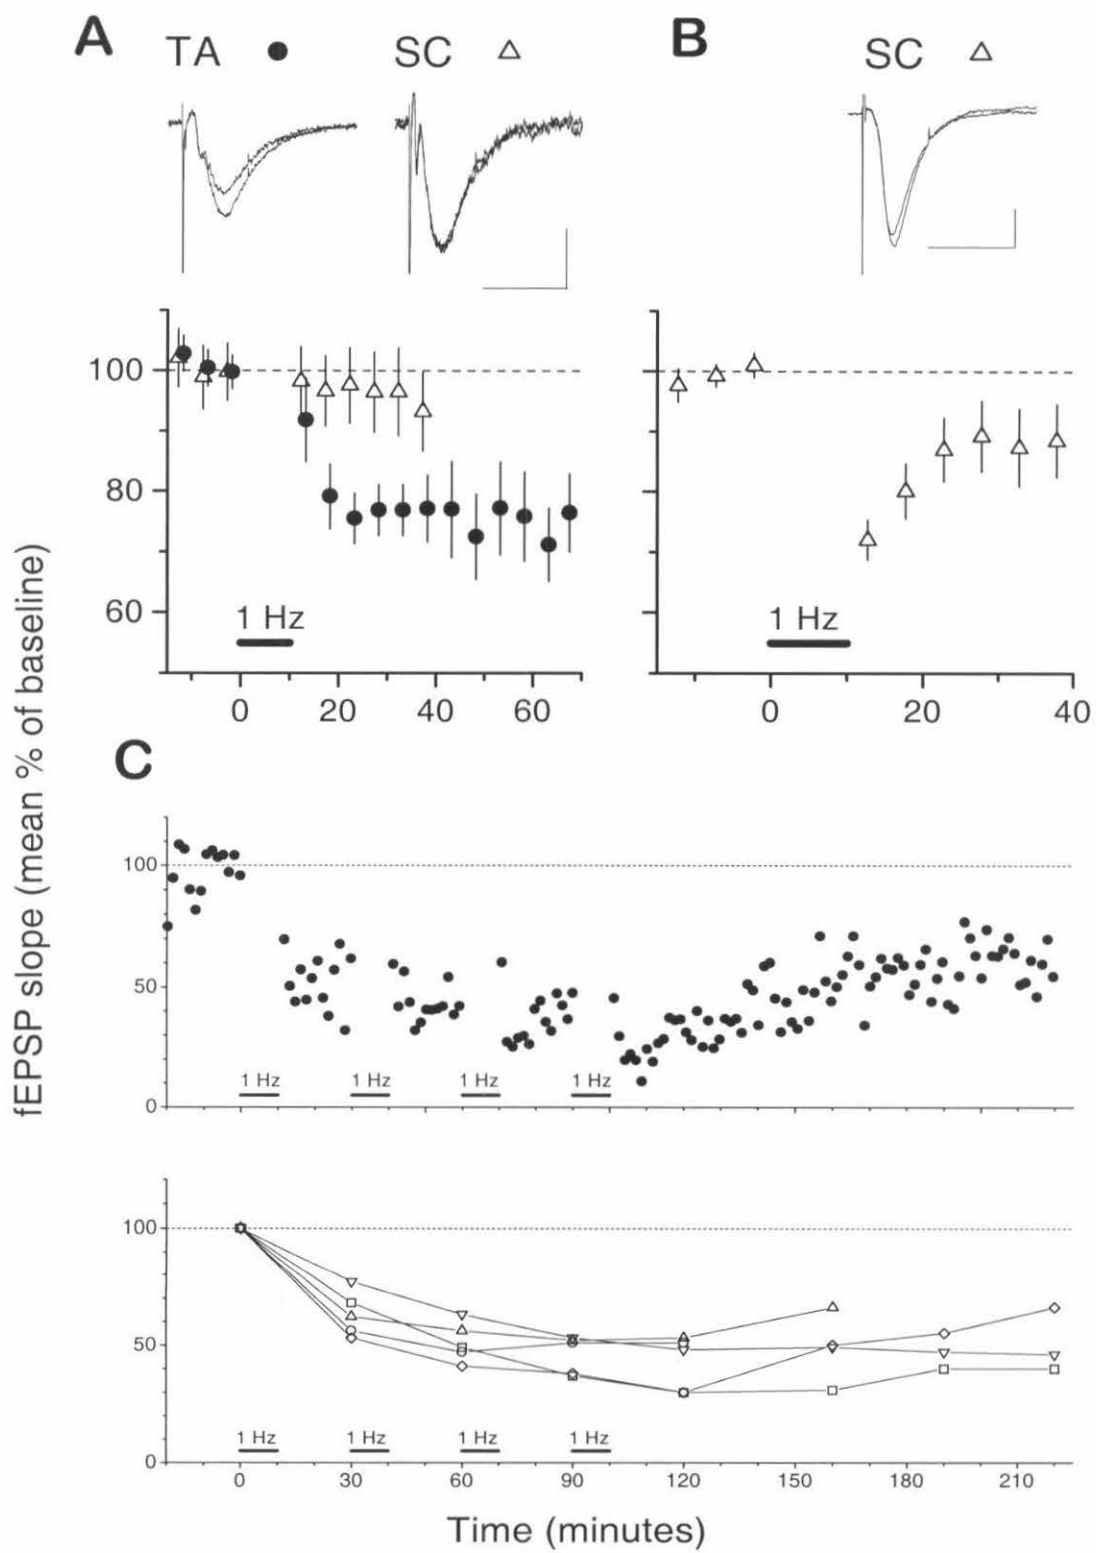 A
TA SC
B
SC
fEPSP slope (mean % of baseline)
100
80
60
1 Hz
0 20 40 60
1 Hz
0 20 40
C
100
50
0
1 Hz 1 Hz 1 Hz 1 Hz
100
50
0
1 Hz 1 Hz 1 Hz 1 Hz
0 30 60 90 120 150 180 210
Time (minutes)